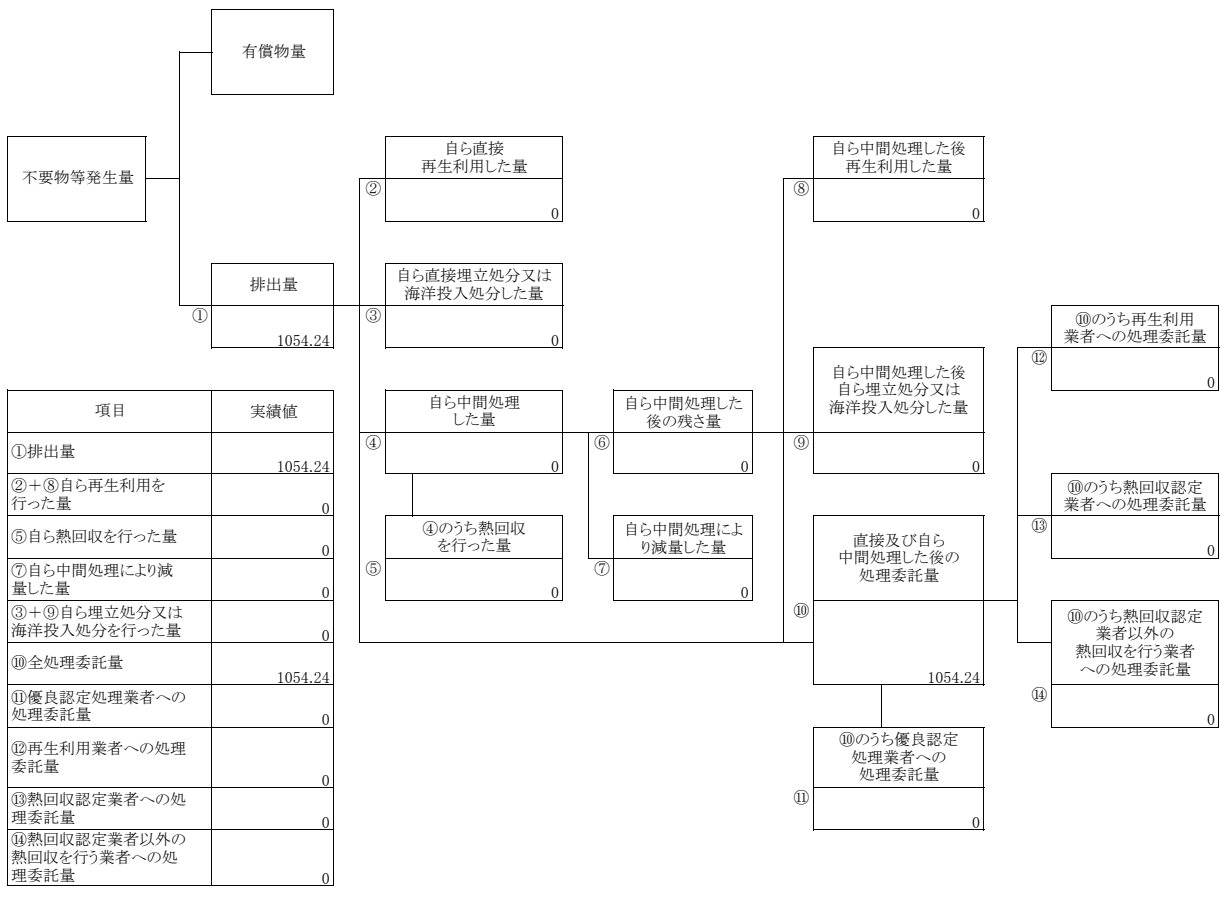 有償物量
不要物等発生量
自ら直接
再生利用した量
②
0
自ら中間処理した後
再生利用した量
⑧
0
排出量
①
1054.24
自ら直接埋立処分又は
海洋投入処分した量
③
0
⑩のうち再生利用
業者への処理委託量
⑫
0
自ら中間処理
した量
④
0
自ら中間処理した
後の残さ量
⑥
0
自ら中間処理した後
自ら埋立処分又は
海洋投入処分した量
⑨
0
⑩のうち熱回収認定
業者への処理委託量
⑬
0
④のうち熱回収
を行った量
⑤
0
自ら中間処理によ
り減量した量
⑦
0
直接及び自ら
中間処理した後の
処理委託量
⑩
1054.24
⑩のうち熱回収認定
業者以外の
熱回収を行う業者
への処理委託量
⑭
0
⑩のうち優良認定
処理業者への
処理委託量
⑪
0
項目 実績値
①排出量
1054.24
②＋⑧自ら再生利用を
行った量
0
⑤自ら熱回収を行った量
0
⑦自ら中間処理により減
量した量
0
③＋⑨自ら埋立処分又は
海洋投入処分を行った量
0
⑩全処理委託量
1054.24
⑪優良認定処理業者への
処理委託量
0
⑫再生利用業者への処理
委託量
0
⑬熱回収認定業者への処
理委託量
0
⑭熱回収認定業者以外の
熱回収を行う業者への処
理委託量
0